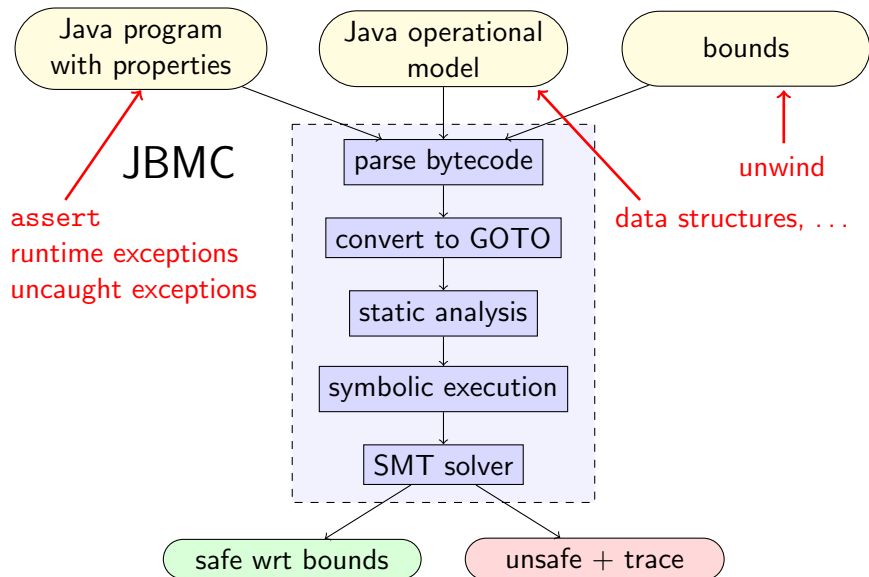 Java program
with properties
Java operational
model
bounds
JBMC
parse bytecode
unwind
assert
runtime exceptions
uncaught exceptions
data structures, ...
convert to GOTO
static analysis
symbolic execution
SMT solver
safe wrt bounds
unsafe + trace